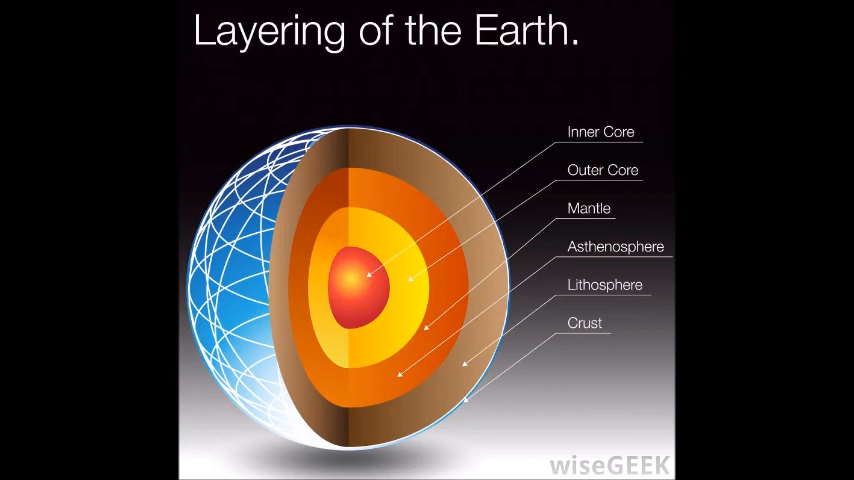 Layering of the Earth.
Inner Core
Outer Core
Mantle
Asthenosphere
Lithosphere
Crust
wiseGEEK